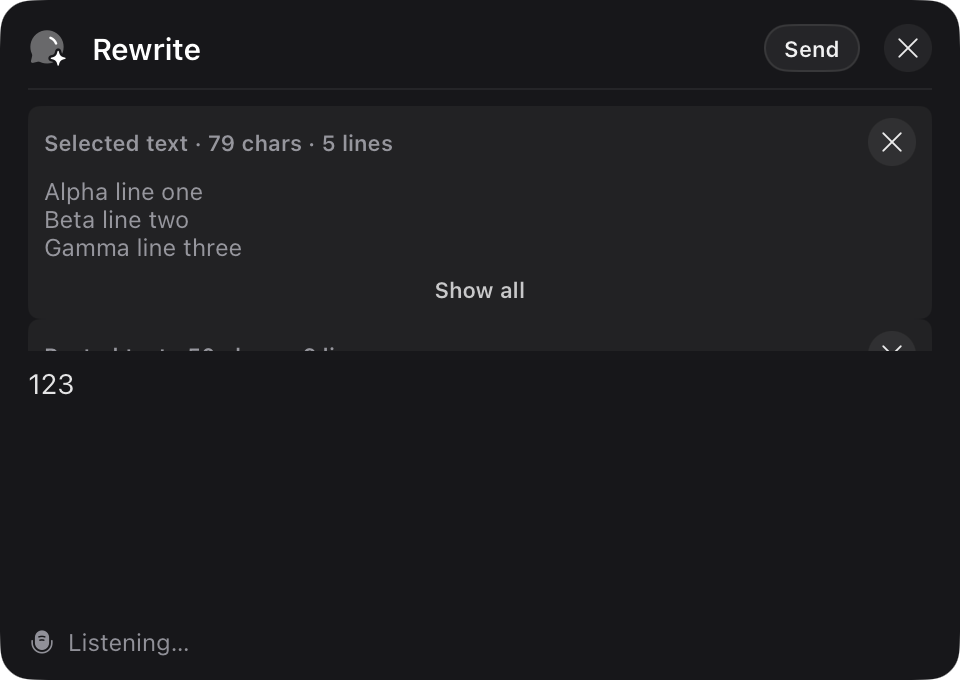 Rewrite
Send
Selected text · 79 chars · 5 lines
Alpha line one
Beta line two
Gamma line three
Show all
123
Listening...